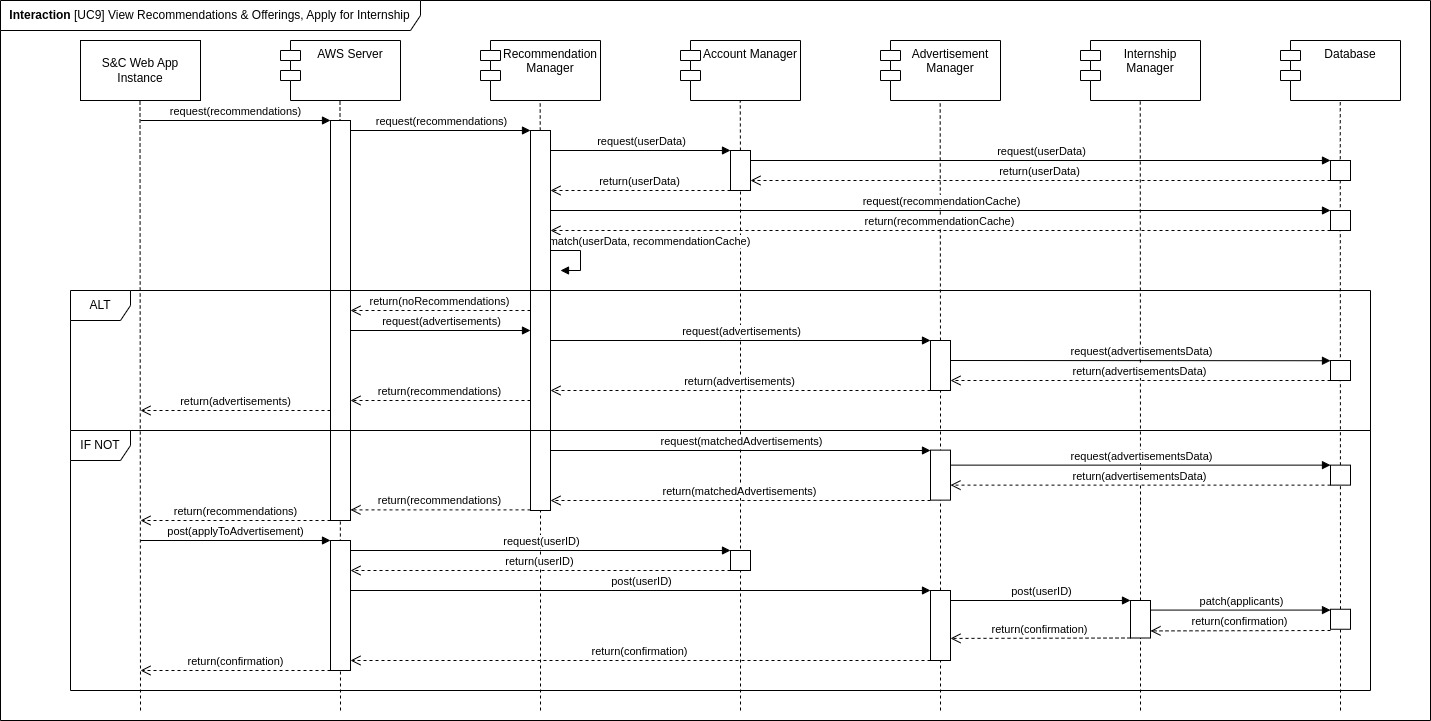 Interaction [UC9] View Recommendations & Offerings, Apply for Internship
S&C Web App
Instance
AWS Server
Recommendation
Manager
Account Manager
Advertisement
Manager
Internship
Manager
Database
request(recommendations)
request(recommendations)
request(userData)
request(userData)
return(userData)
return(userData)
request(recommendationCache)
return(recommendationCache)
match(userData, recommendationCache)
ALT
return(noRecommendations)
request(advertisements)
request(advertisements)
request(advertisementsData)
return(advertisementsData)
return(advertisements)
return(recommendations)
return(advertisements)
IF NOT
request(matchedAdvertisements)
request(advertisementsData)
return(advertisementsData)
return(matchedAdvertisements)
return(recommendations)
return(recommendations)
post(applyToAdvertisement)
request(userID)
return(userID)
post(userID)
post(userID)
patch(applicants)
return(confirmation)
return(confirmation)
return(confirmation)
return(confirmation)